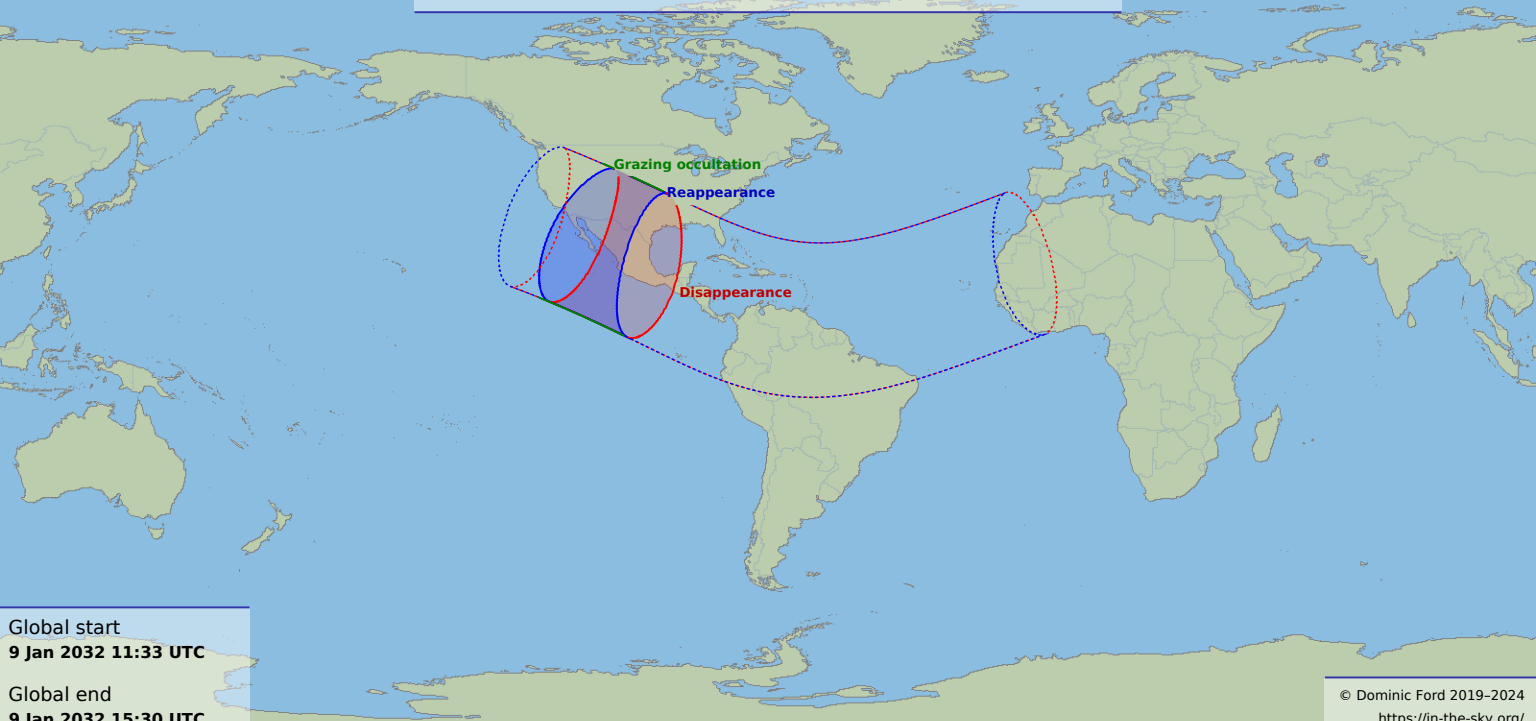 Grazing occultation
Reappearance
Disappearance
Global start
9 Jan 2032 11:33 UTC
Global end
9 Jan 2032 15:30 UTC
© Dominic Ford 2019–2024
https://in-the-sky.org/